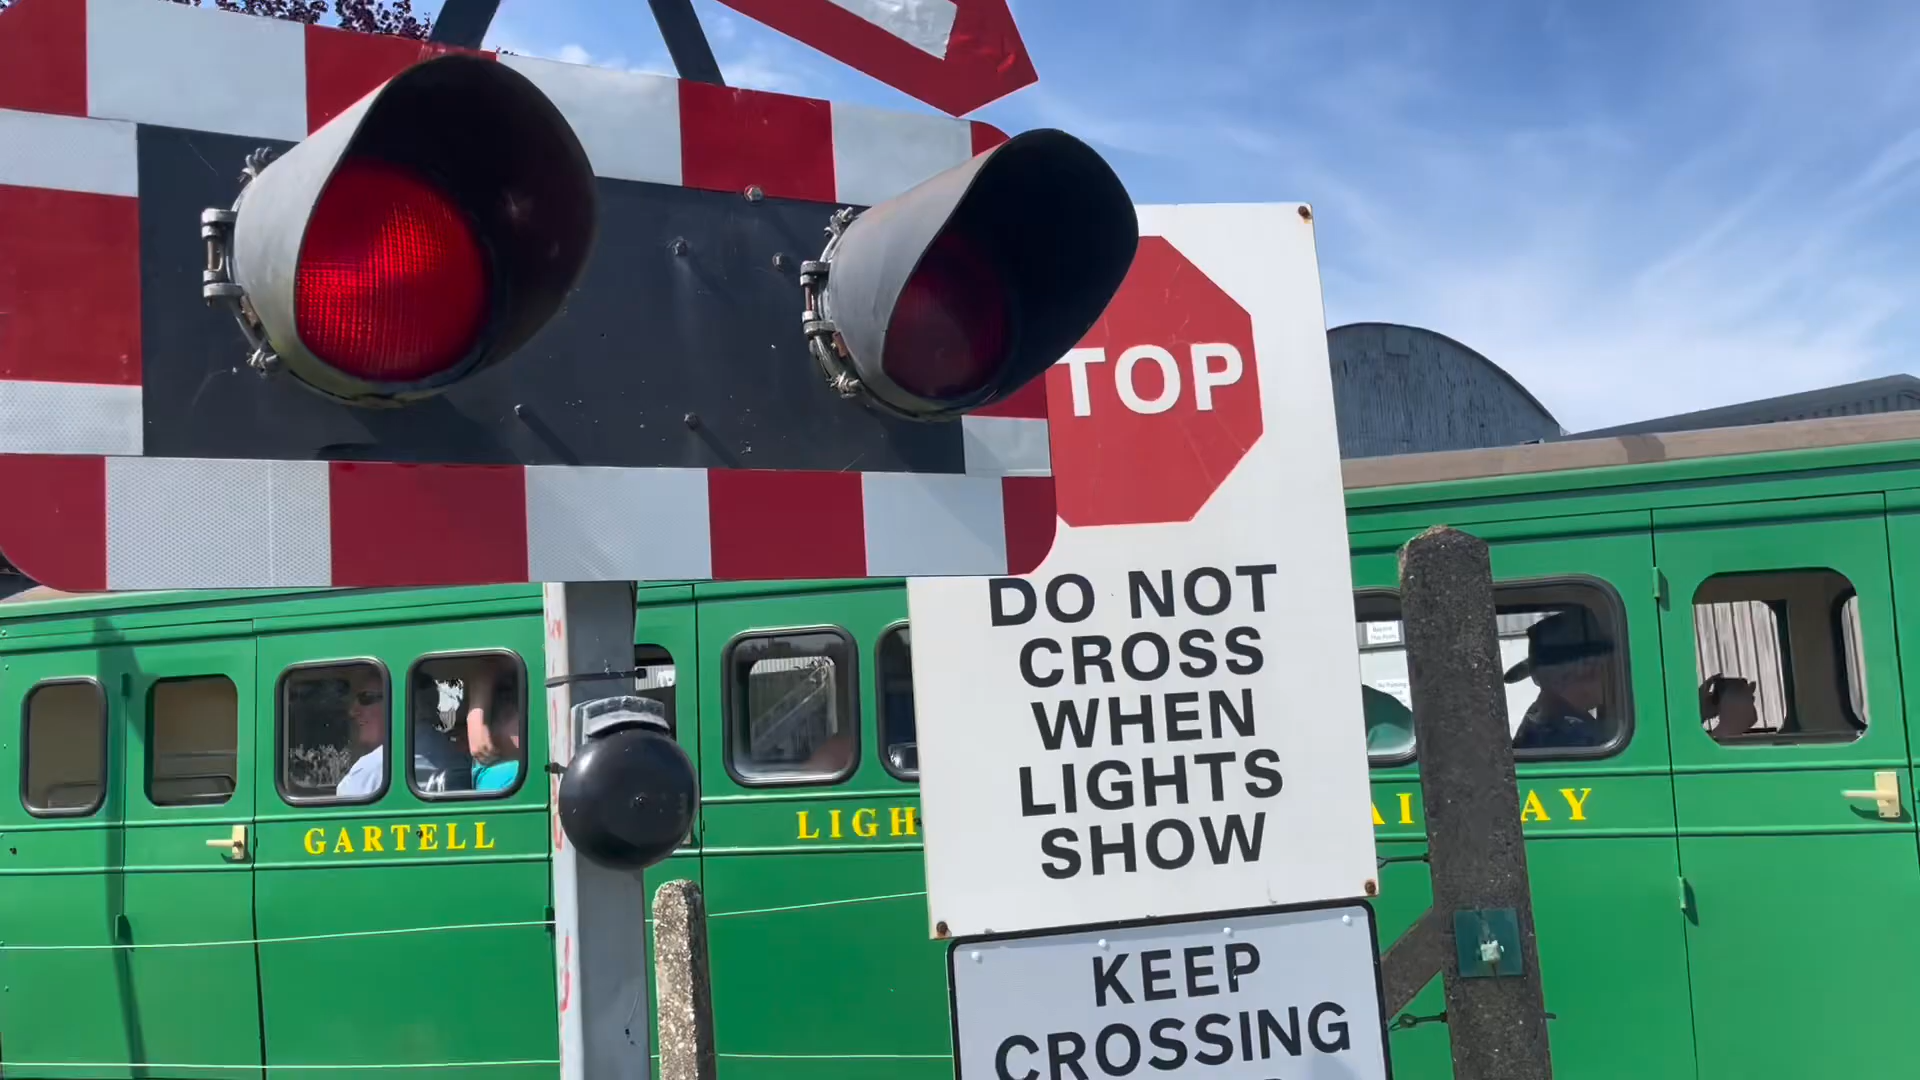 TOP
DO NOT
CROSS
WHEN
LIGHTS
SHOW
KEEP
CROSSING
GARTELL
LIGH
AI AY